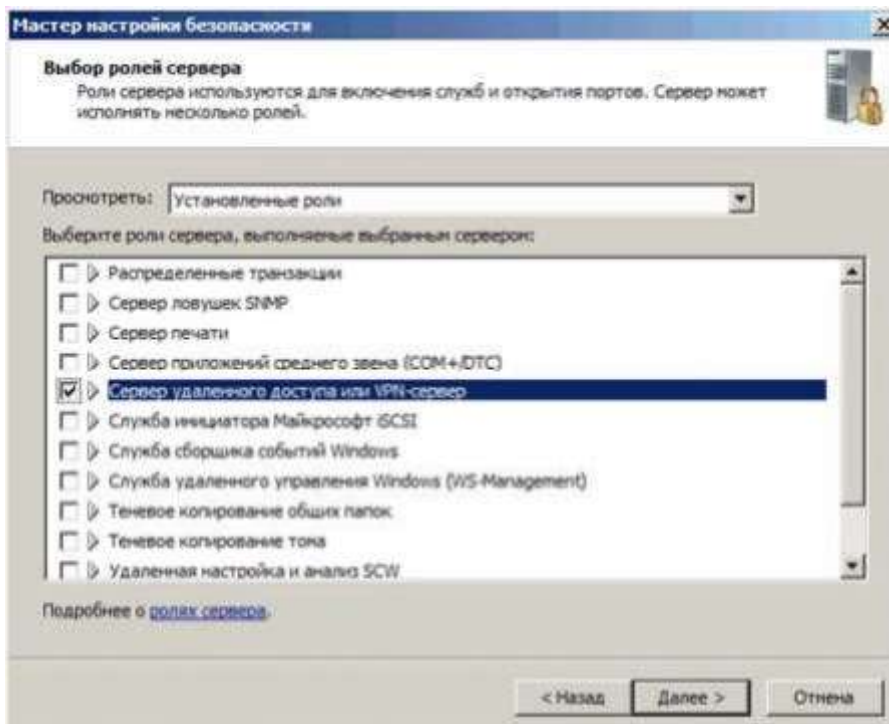 Мастер настройки безопасности
Выбор ролей сервера
Роли сервера используются для включения служб и открытия портов. Сервер может
исполнять несколько ролей.
Просмотреть: Установленные роли
Выберите роли сервера, выполняемые выбранным сервером:
Распределенные транзакции
Сервер ловушек SNMP
Сервер печати
Сервер приложений среднего звена (COM+/DTC)
Сервер удаленного доступа или VPN-сервер
Служба инициатора Майкрософт iSCSI
Служба сборщика событий Windows
Служба удаленного управления Windows (WS-Management)
Теневое копирование общих папок
Теневое копирование тома
Удаленная настройка и анализ SCW
Подробнее о ролях сервера.
< Назад Далее > Отмена